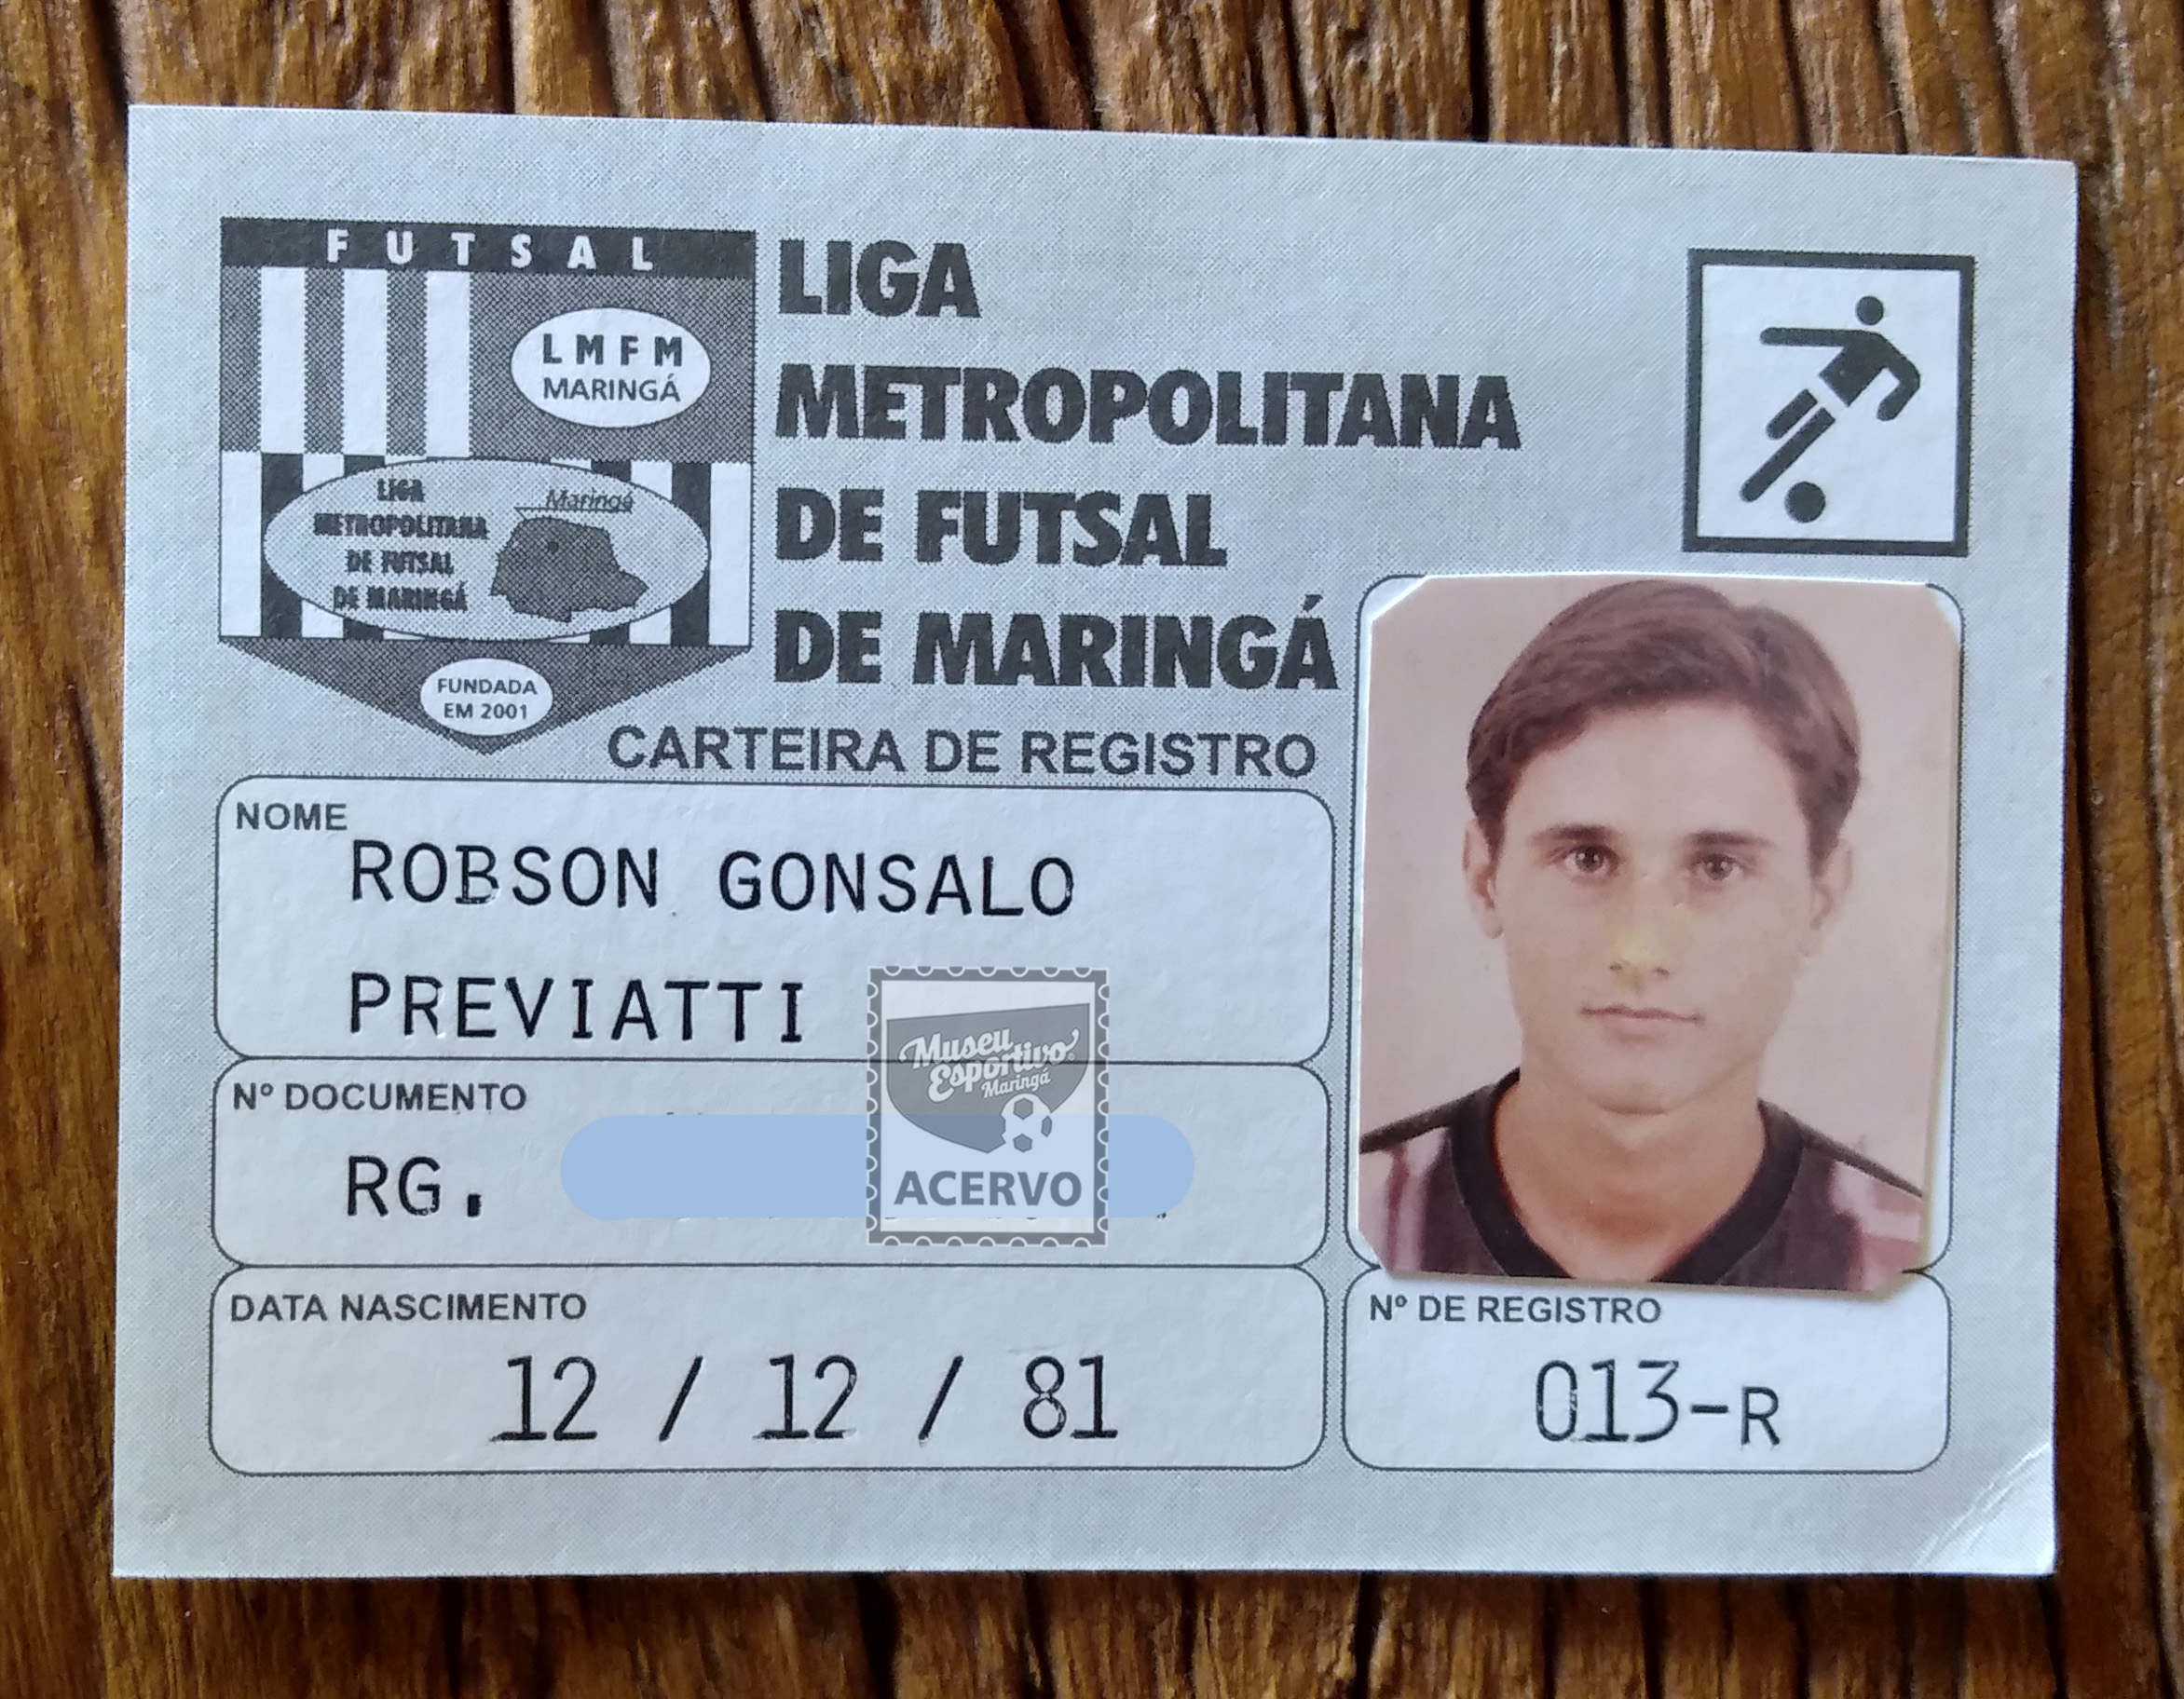 FUTSAL
LMFM
MARINGÁ
LIGA
METROPOLITANA
DE FUTSAL
DE MARINGÁ
Maringá
FUNDADA
EM 2001
LIGA
METROPOLITANA
DE FUTSAL
DE MARINGÁ
CARTEIRA DE REGISTRO
NOME
ROBSON GONSALO
PREVIATTI
Nº DOCUMENTO
RG.
Museu
Esportivo
Maringá
ACERVO
DATA NASCIMENTO
12 / 12 / 81
Nº DE REGISTRO
013-R